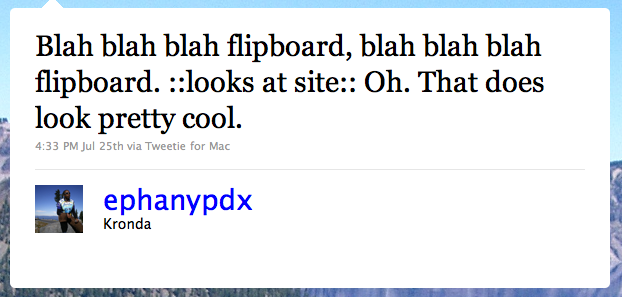 Blah blah blah flipboard, blah blah blah
flipboard. ::looks at site:: Oh. That does
look pretty cool.
4:33 PM Jul 25th via Tweetie for Mac
ephanypdx
Kronda